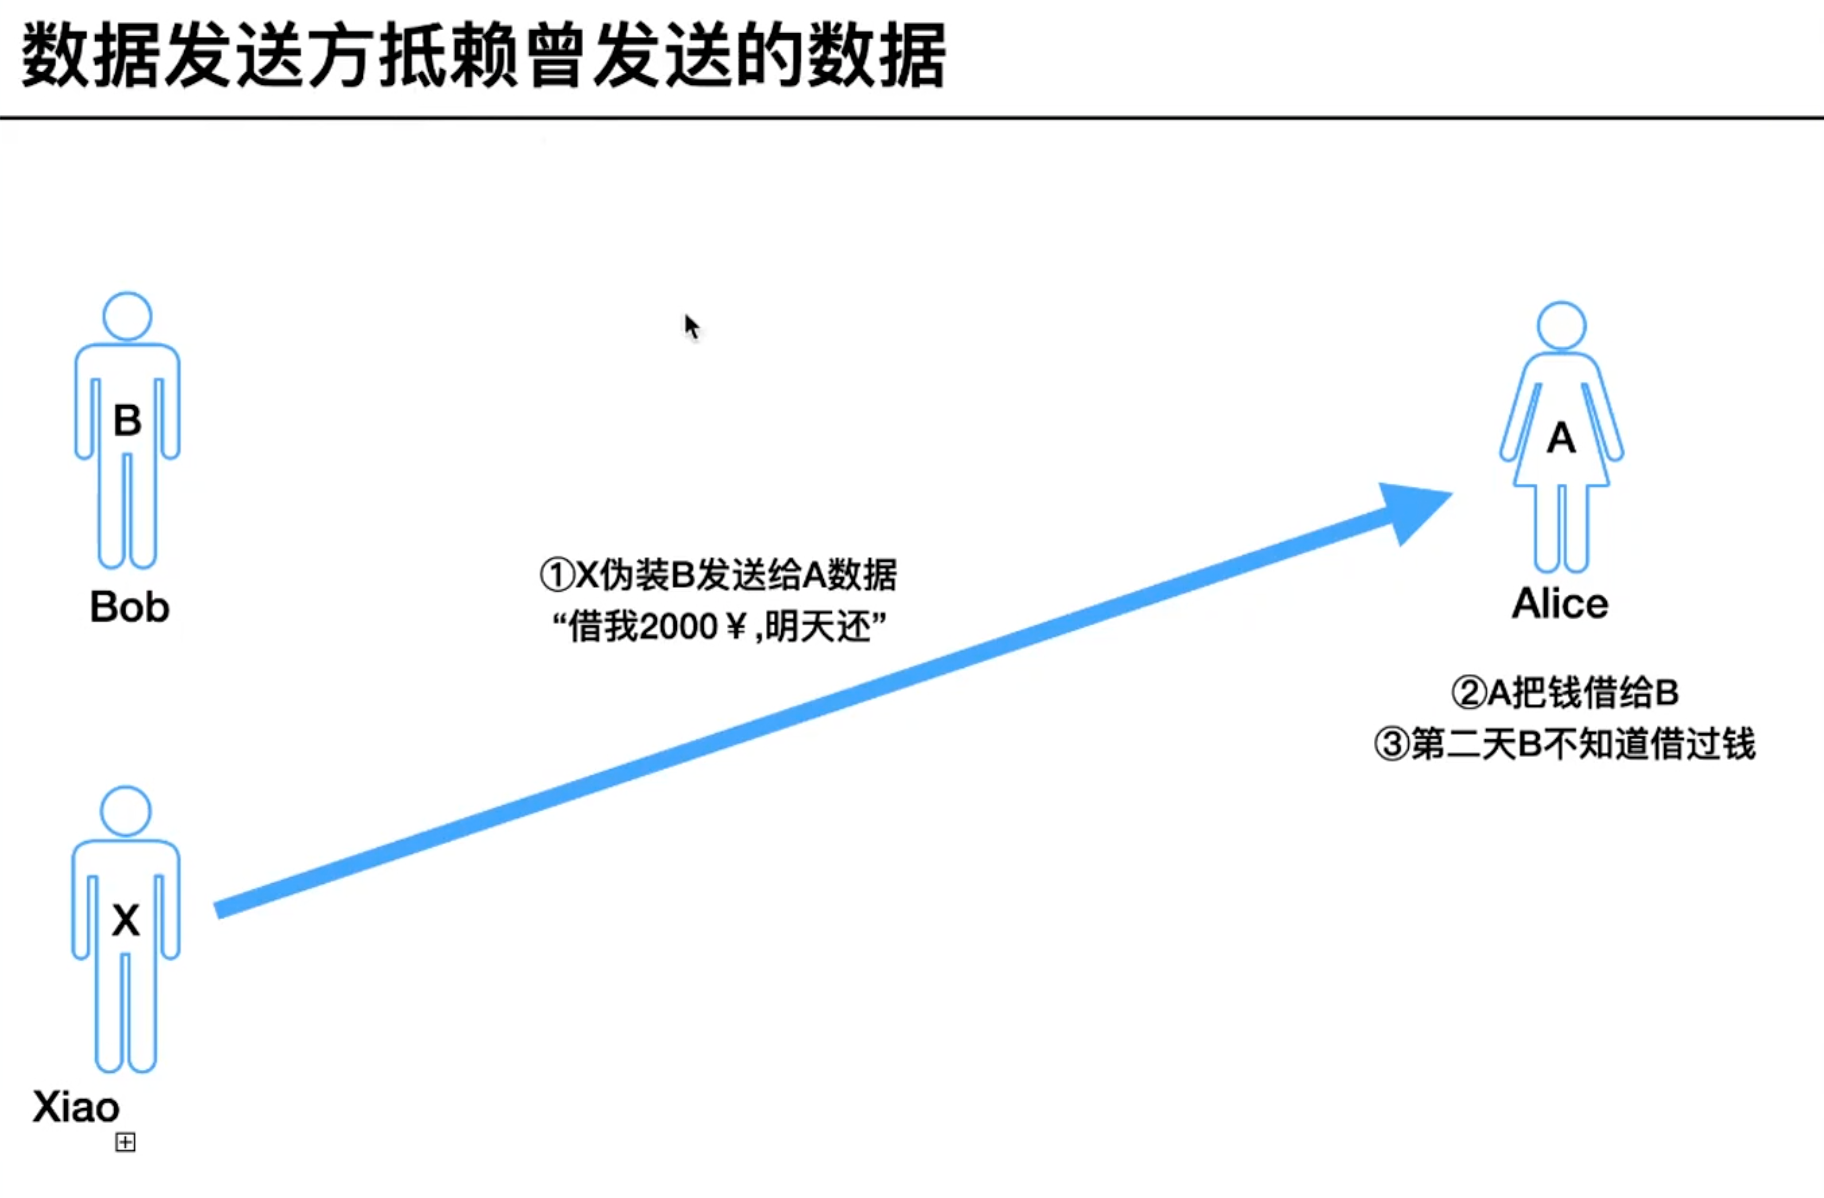 数据发送方抵赖曾发送的数据
B
Bob
A
Alice
①X伪装B发送给A数据
“借我2000￥,明天还”
②A把钱借给B
③第二天B不知道借过钱
X
Xiao